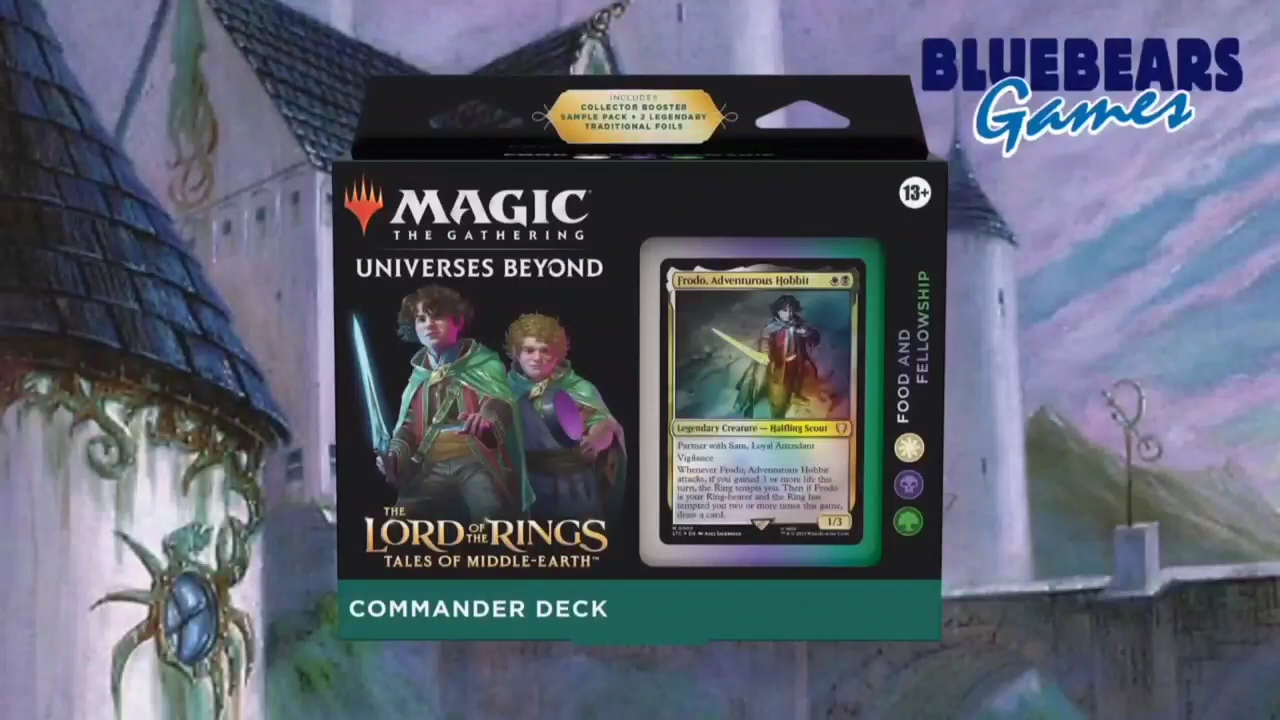 BLUEBEARS
Games
INCLUDES
COLLECTOR BOOSTER
SAMPLE PACK + 2 LEGENDARY
TRADITIONAL FOILS
13+
MAGIC
THE GATHERING
UNIVERSES BEYOND
Frodo, Adventurous Hobbit
Legendary Creature — Halfling Scout
Partner with Sam, Loyal Attendant
Vigilance
Whenever Frodo, Adventurous Hobbit
attacks, if you gained 3 or more life this
turn, the Ring tempts you. Then if Frodo
is your Ring-bearer and the Ring has
tempted you two or more times this game,
draw a card.
1/3
FOOD AND
FELLOWSHIP
THE
LORD OF THE RINGS
TALES OF MIDDLE-EARTH™
COMMANDER DECK